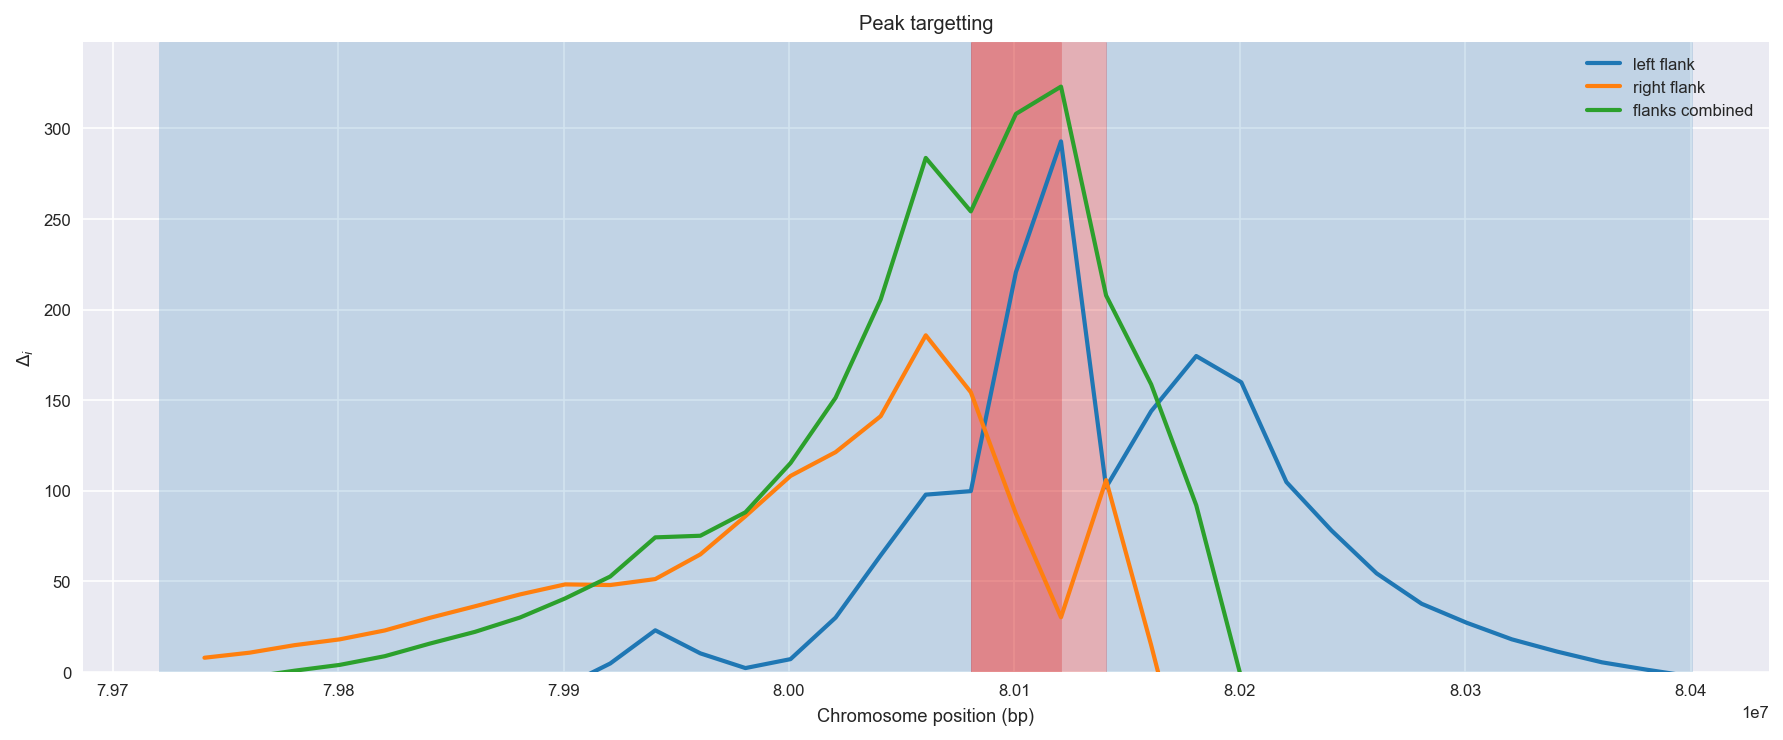 Peak targetting
left flank
right flank
flanks combined
Δi
300
250
200
150
100
50
0
7.97 7.98 7.99 8.00 8.01 8.02 8.03 8.04
1e7
Chromosome position (bp)